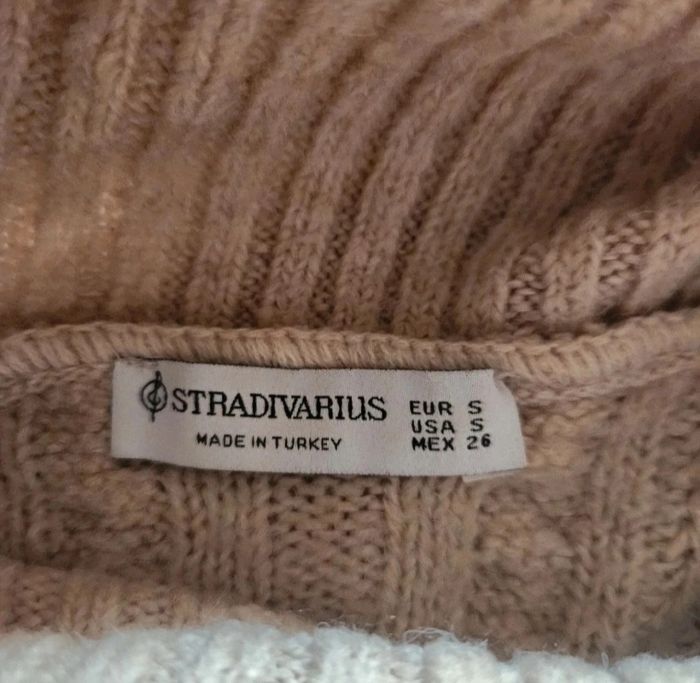 STRADIVARIUS
MADE IN TURKEY
EUR S
USA S
MEX 26